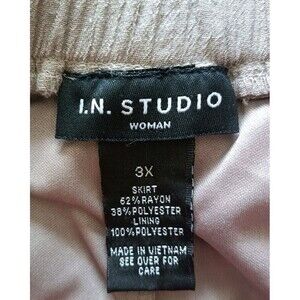 I.N. STUDIO
WOMAN
3X
SKIRT
62%RAYON
38%POLYESTER
LINING
100%POLYESTER
MADE IN VIETNAM
SEE OVER FOR
CARE